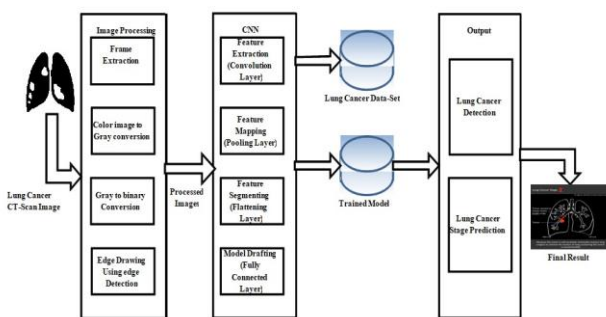 Image Processing
Frame
Extraction
Color image to
Gray conversion
Gray to binary
Conversion
Edge Drawing
Using edge
Detection
Lung Cancer
CT-Scan Image
Processed
Images
CNN
Feature
Extraction
(Convolution
Layer)
Feature
Mapping
(Pooling Layer)
Feature
Segmenting
(Flattening
Layer)
Model Drafting
(Fully
Connected
Layer)
Lung Cancer Data-Set
Trained Model
Output
Lung Cancer
Detection
Lung Cancer
Stage Prediction
Final Result